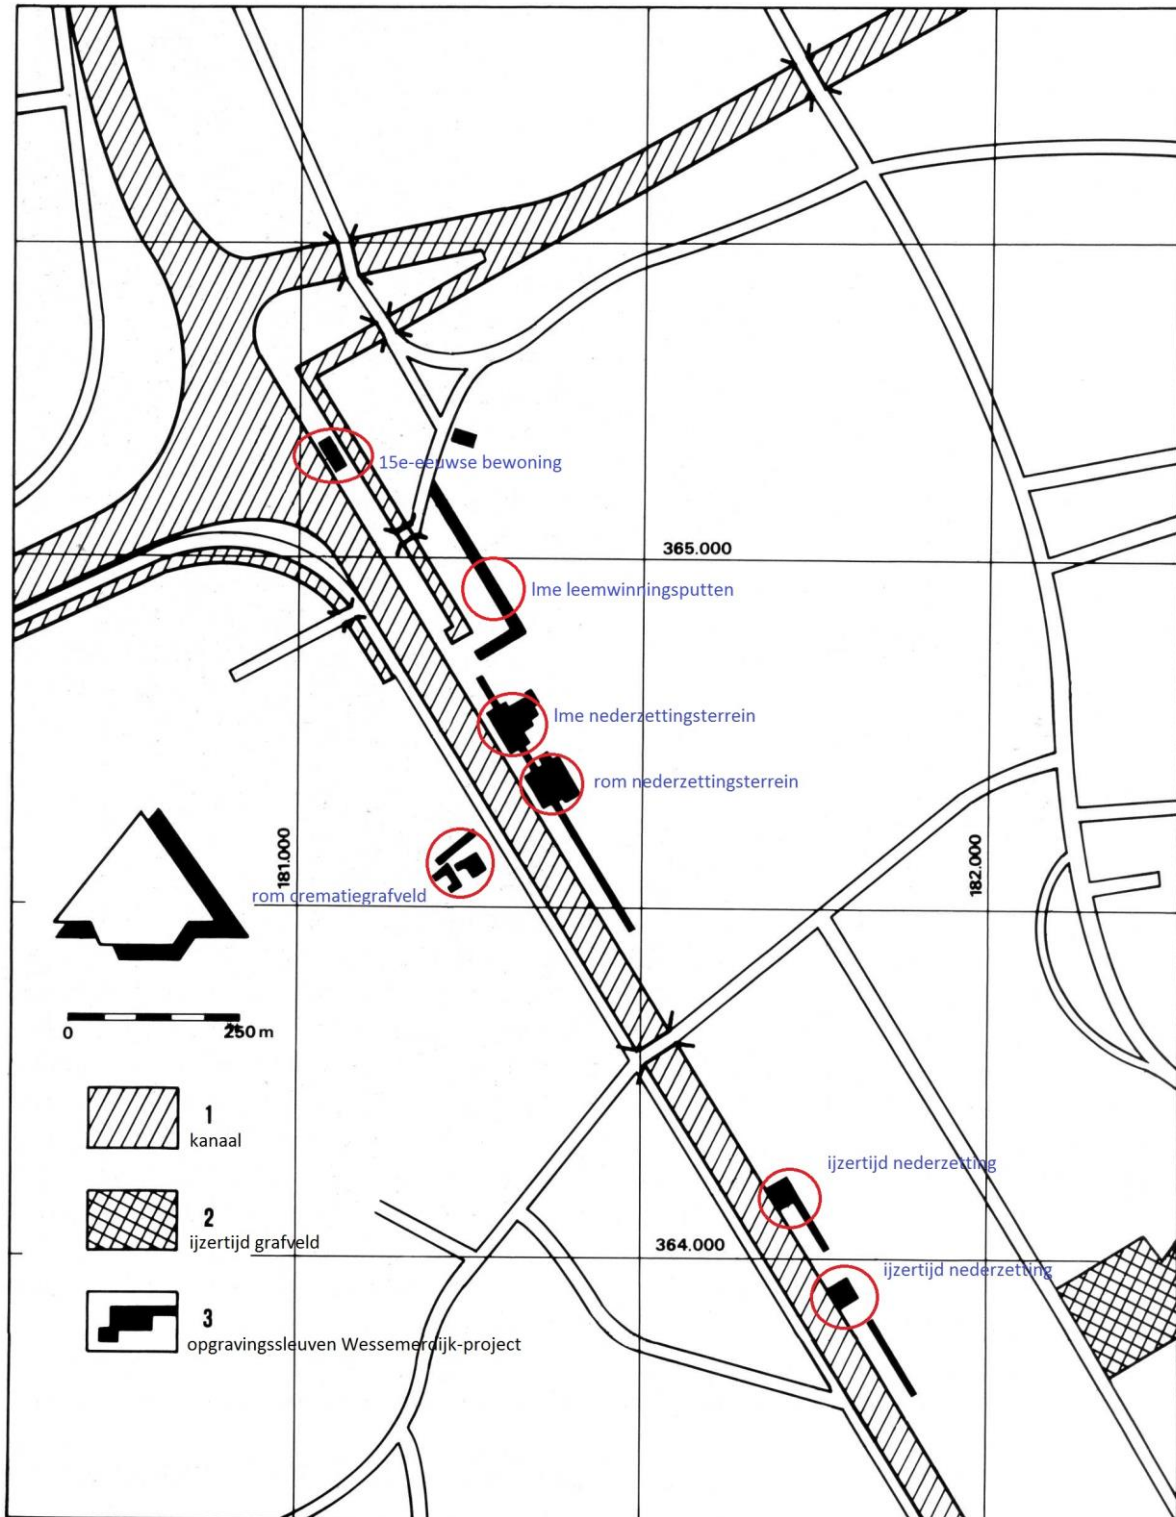 15e-eeuwse bewoning
365.000
lme leemwinningsputten
lme nederzettingsterrein
rom nederzettingsterrein
181.000
182.000
rom crematiegrafveld
0
250 m
1
kanaal
ijzertijd nederzetting
2
ijzertijd grafveld
364.000
ijzertijd nederzetting
3
opgravingssleuven Wessemerdijk-project